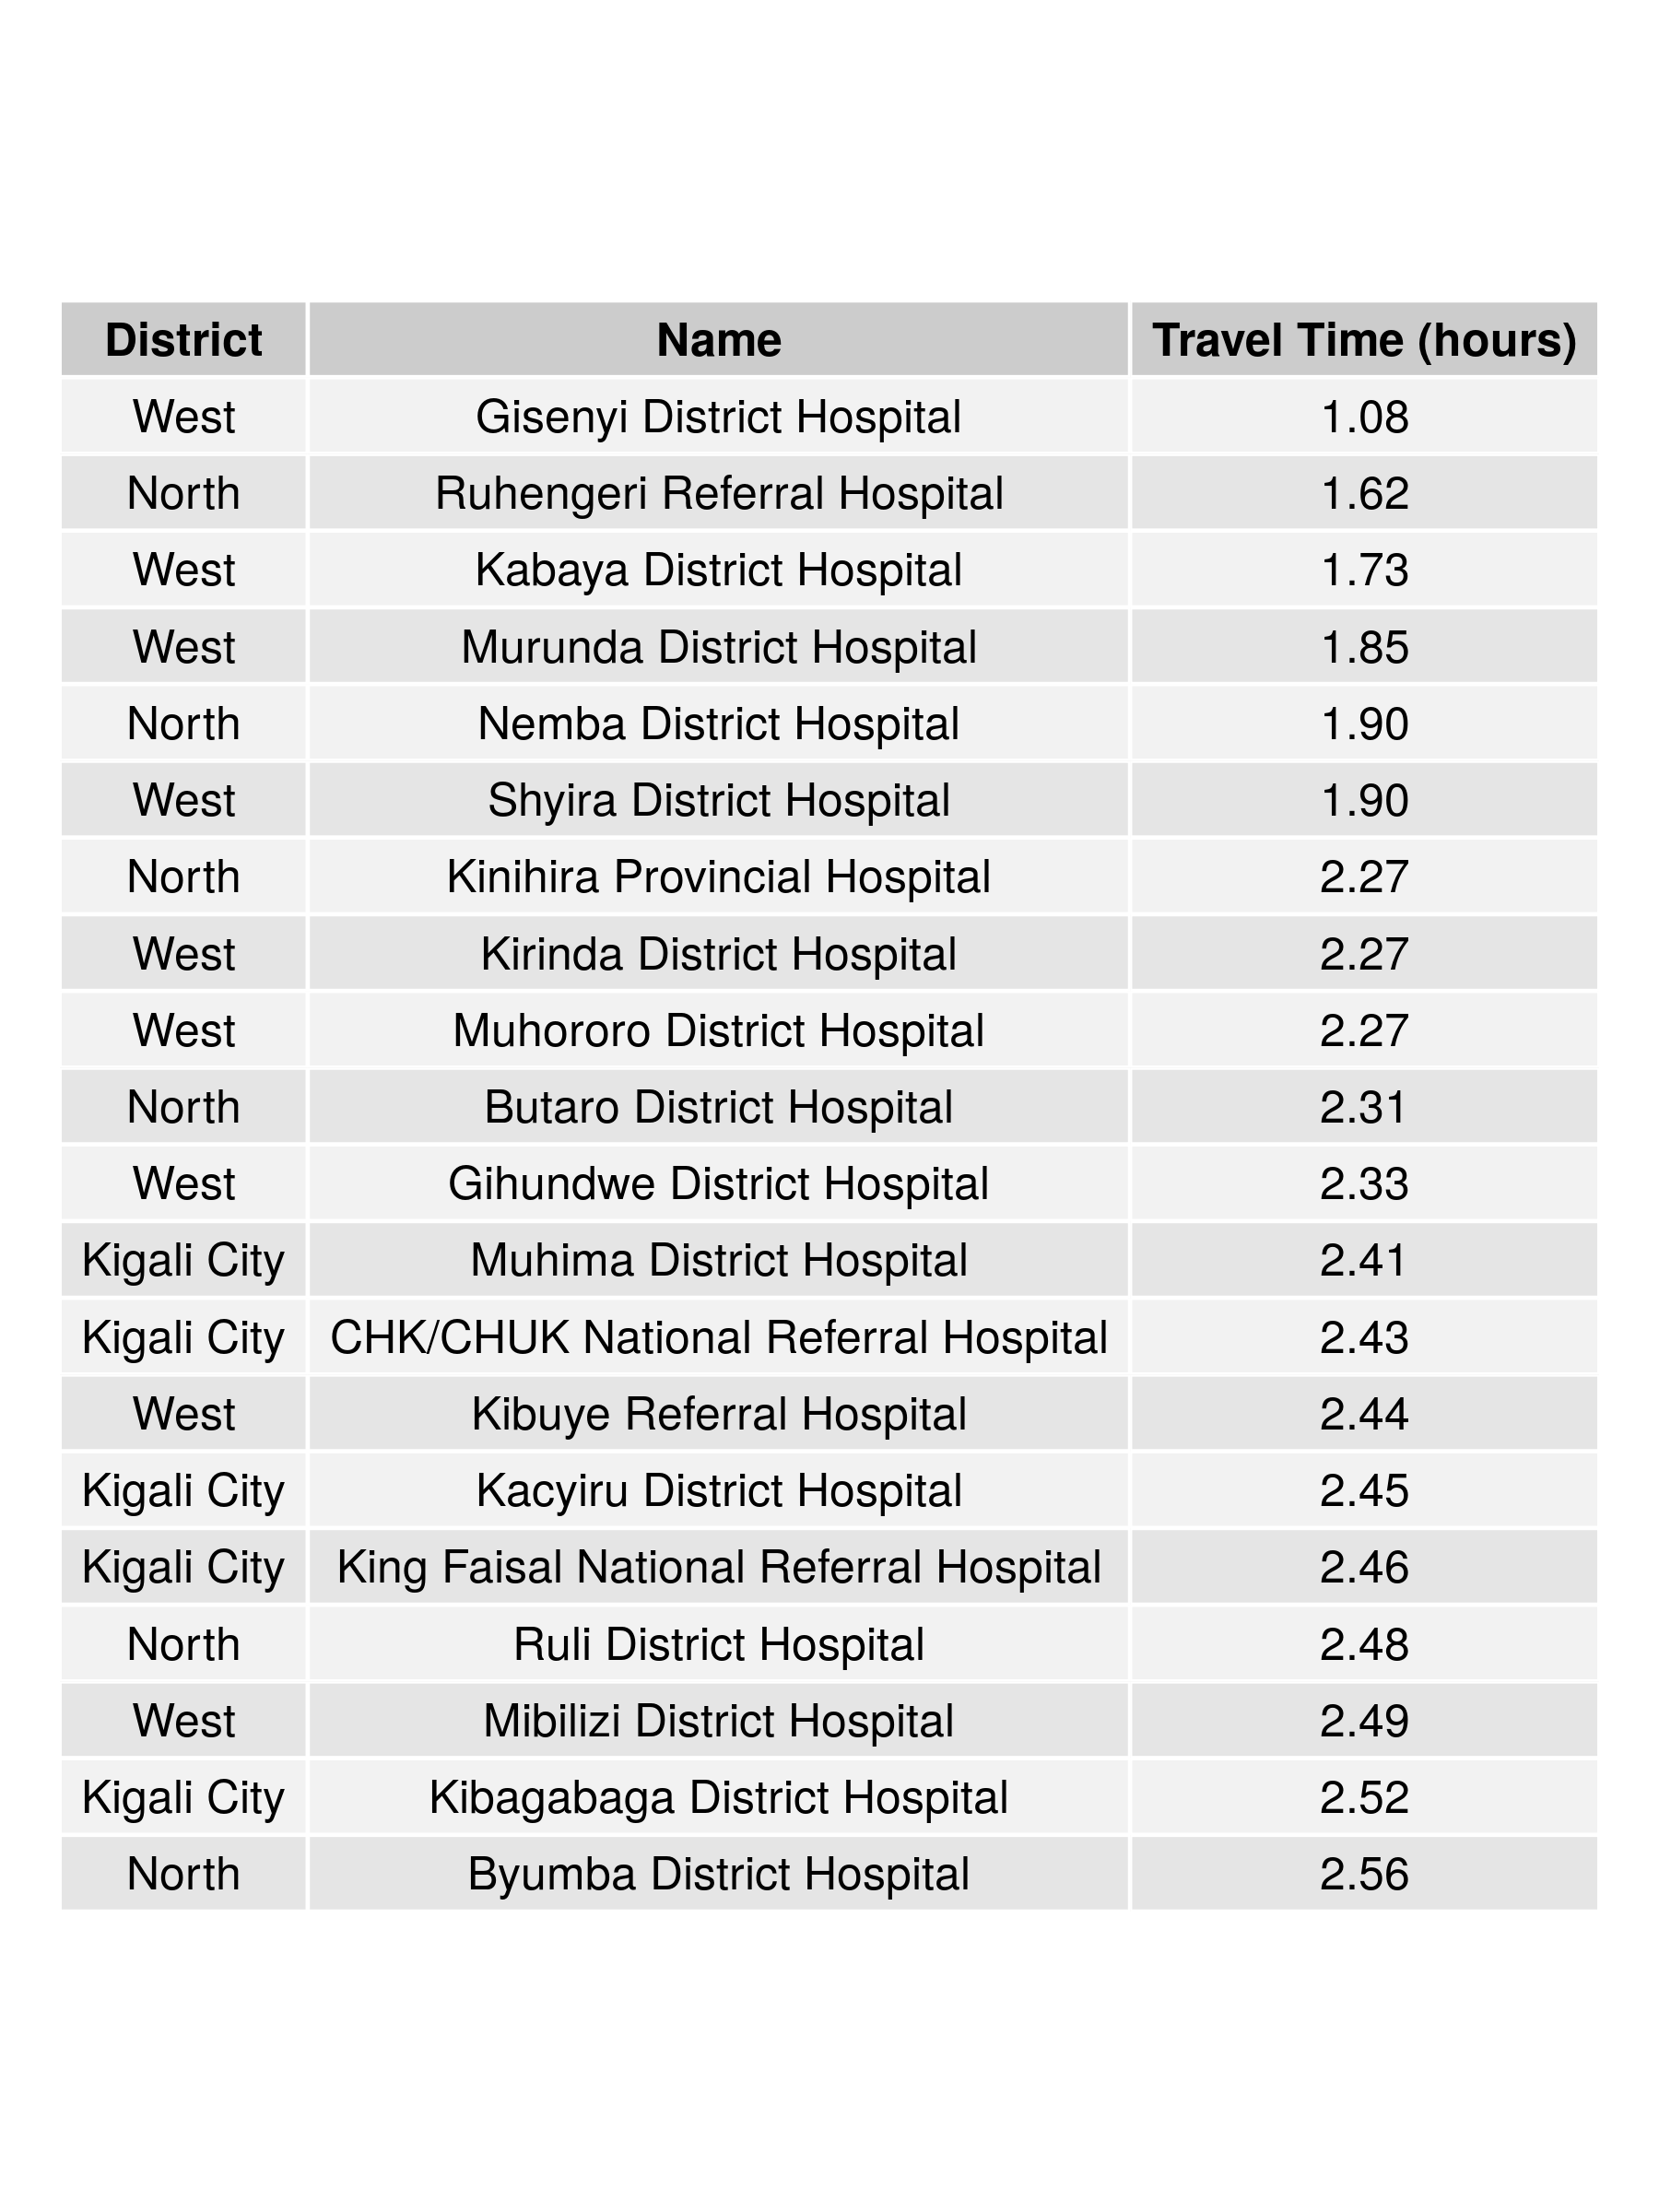 District Name Travel Time (hours)
West Gisenyi District Hospital 1.08
North Ruhengeri Referral Hospital 1.62
West Kabaya District Hospital 1.73
West Murunda District Hospital 1.85
North Nemba District Hospital 1.90
West Shyira District Hospital 1.90
North Kinihira Provincial Hospital 2.27
West Kirinda District Hospital 2.27
West Muhororo District Hospital 2.27
North Butaro District Hospital 2.31
West Gihundwe District Hospital 2.33
Kigali City Muhima District Hospital 2.41
Kigali City CHK/CHUK National Referral Hospital 2.43
West Kibuye Referral Hospital 2.44
Kigali City Kacyiru District Hospital 2.45
Kigali City King Faisal National Referral Hospital 2.46
North Ruli District Hospital 2.48
West Mibilizi District Hospital 2.49
Kigali City Kibagabaga District Hospital 2.52
North Byumba District Hospital 2.56